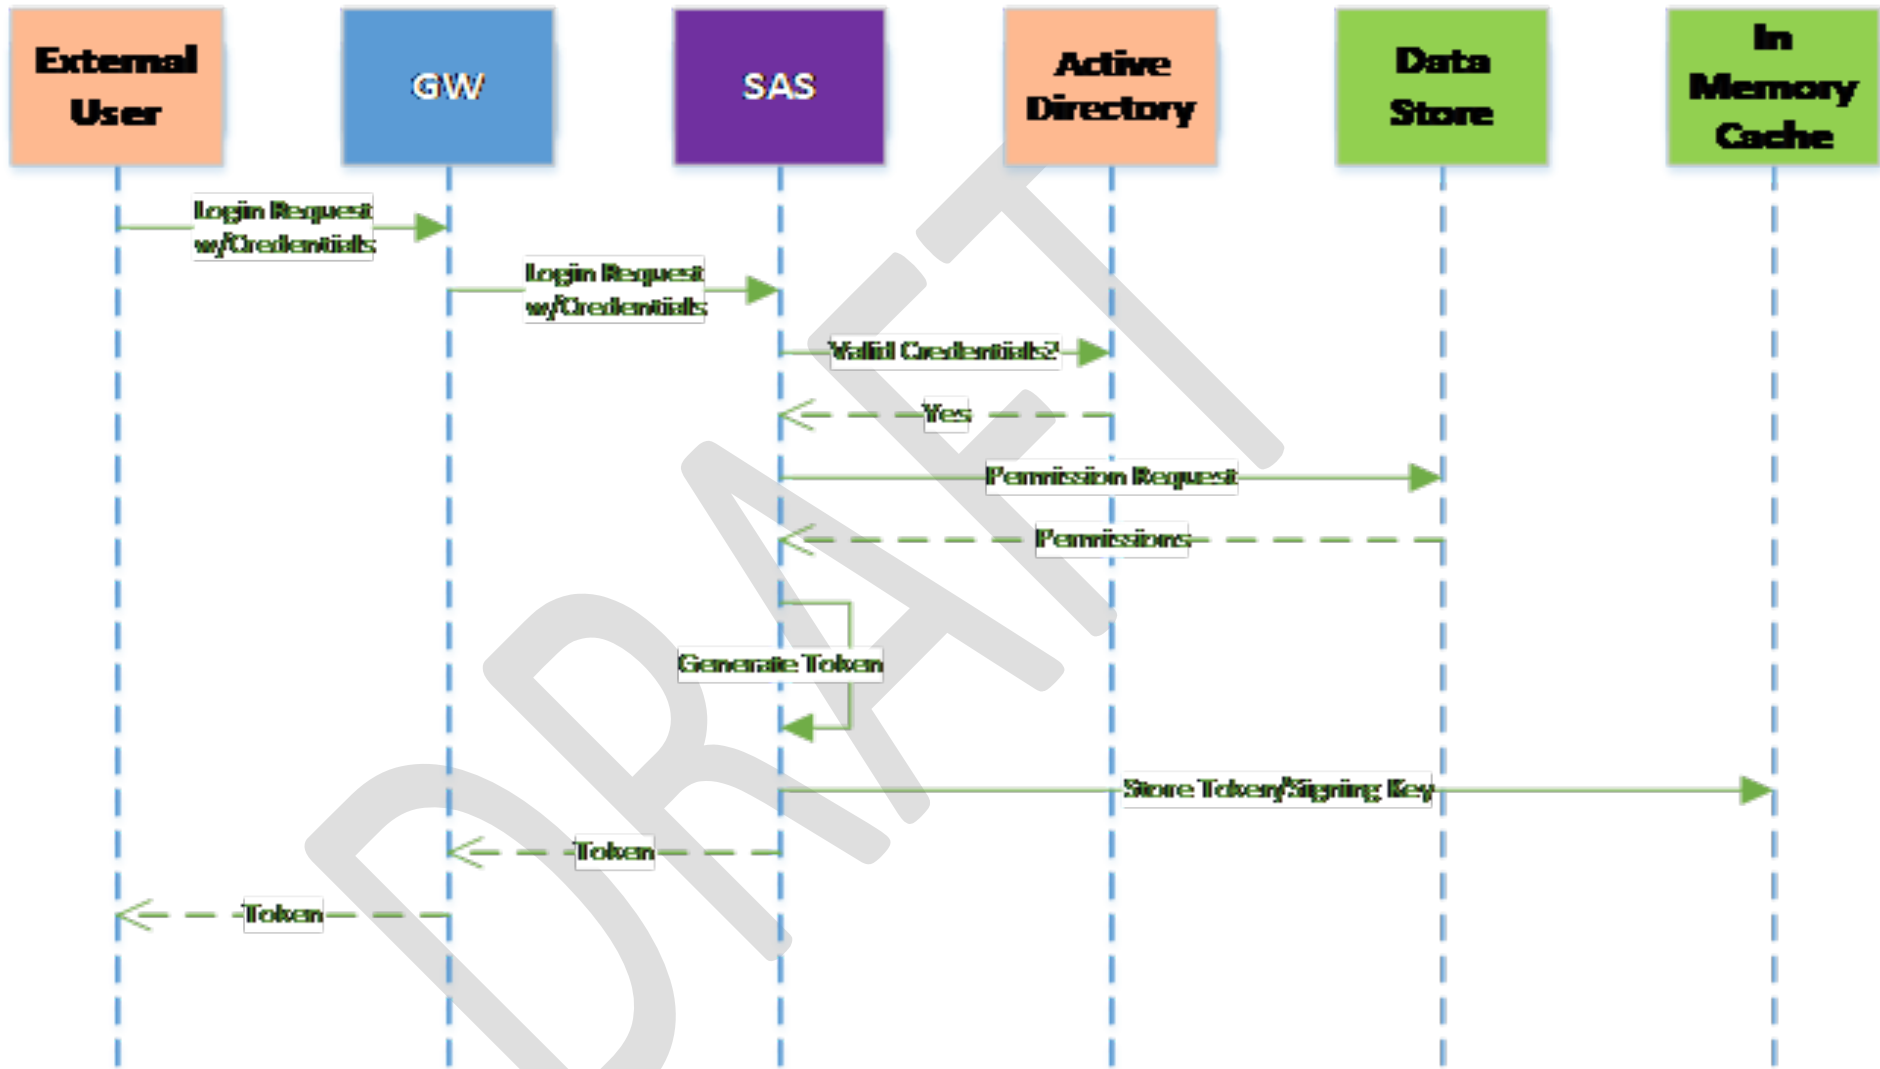 External
User
GW
SAS
Active
Directory
Data
Store
In
Memory
Cache
Login Request
w/Credentials
Login Request
w/Credentials
Valid Credentials?
Yes
Permission Request
Permissions
Generate Token
Store Token/Signing Key
Token
Token
DRAFT